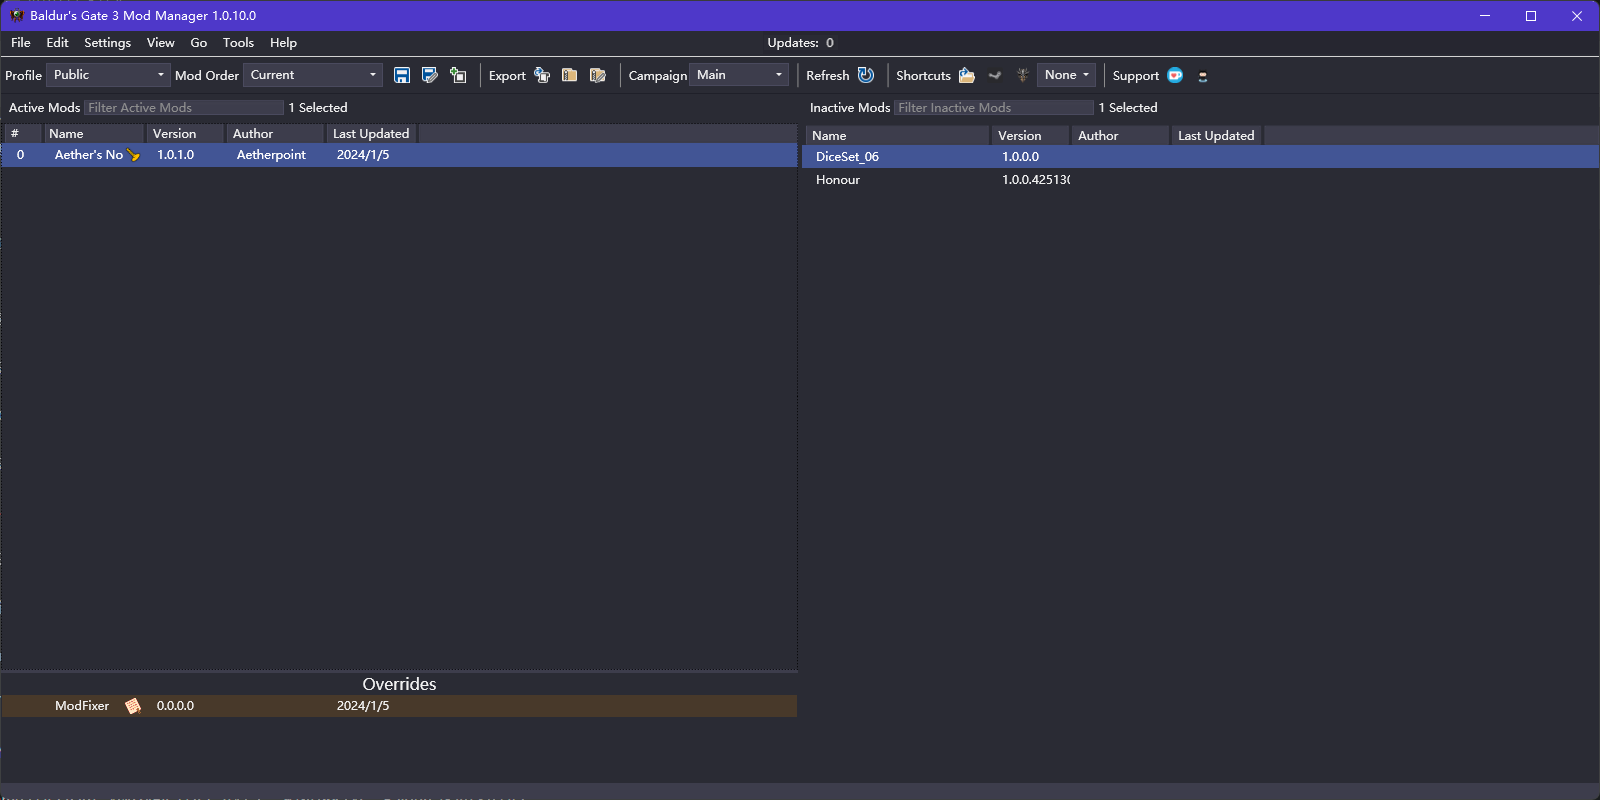 Baldur's Gate 3 Mod Manager 1.0.10.0
File Edit Settings View Go Tools Help Updates: 0
Profile Public Mod Order Current Export Campaign Main Refresh Shortcuts None Support
Active Mods Filter Active Mods 1 Selected Inactive Mods Filter Inactive Mods 1 Selected
# Name Version Author Last Updated Name Version Author Last Updated
0 Aether's No 1.0.1.0 Aetherpoint 2024/1/5 DiceSet_06 1.0.0.0
Honour 1.0.0.42513
Overrides
ModFixer 0.0.0.0 2024/1/5